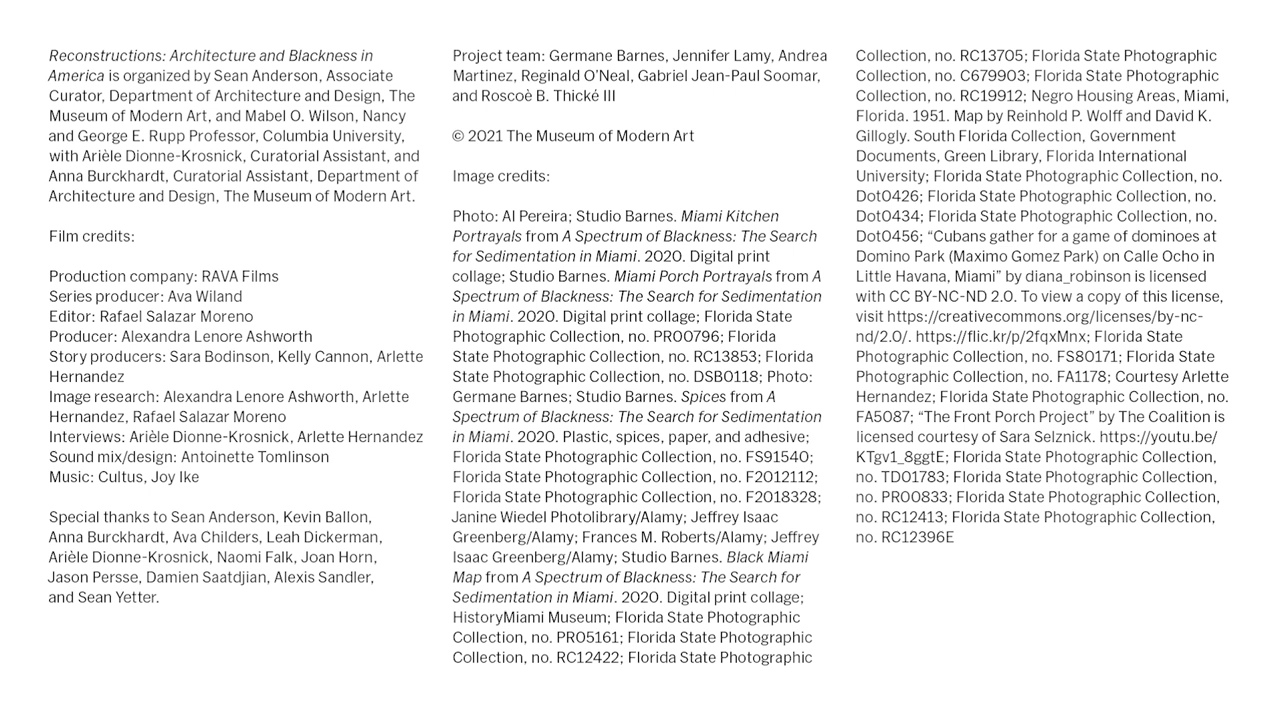 Reconstructions: Architecture and Blackness in
America is organized by Sean Anderson, Associate
Curator, Department of Architecture and Design, The
Museum of Modern Art, and Mabel O. Wilson, Nancy
and George E. Rupp Professor, Columbia University,
with Arièle Dionne-Krosnick, Curatorial Assistant, and
Anna Burckhardt, Curatorial Assistant, Department of
Architecture and Design, The Museum of Modern Art.
Film credits:
Production company: RAVA Films
Series producer: Ava Wiland
Editor: Rafael Salazar Moreno
Producer: Alexandra Lenore Ashworth
Story producers: Sara Bodinson, Kelly Cannon, Arlette
Hernandez
Image research: Alexandra Lenore Ashworth, Arlette
Hernandez, Rafael Salazar Moreno
Interviews: Arièle Dionne-Krosnick, Arlette Hernandez
Sound mix/design: Antoinette Tomlinson
Music: Cultus, Joy Ike
Special thanks to Sean Anderson, Kevin Ballon,
Anna Burckhardt, Ava Childers, Leah Dickerman,
Arièle Dionne-Krosnick, Naomi Falk, Joan Horn,
Jason Persse, Damien Saatdjian, Alexis Sandler,
and Sean Yetter.
Project team: Germane Barnes, Jennifer Lamy, Andrea
Martinez, Reginald O'Neal, Gabriel Jean-Paul Soomar,
and Roscoè B. Thické III
© 2021 The Museum of Modern Art
Image credits:
Photo: Al Pereira; Studio Barnes. Miami Kitchen
Portrayals from A Spectrum of Blackness: The Search
for Sedimentation in Miami. 2020. Digital print
collage; Studio Barnes. Miami Porch Portrayals from A
Spectrum of Blackness: The Search for Sedimentation
in Miami. 2020. Digital print collage; Florida State
Photographic Collection, no. PR00796; Florida
State Photographic Collection, no. RC13853; Florida
State Photographic Collection, no. DSB0118; Photo:
Germane Barnes; Studio Barnes. Spices from A
Spectrum of Blackness: The Search for Sedimentation
in Miami. 2020. Plastic, spices, paper, and adhesive;
Florida State Photographic Collection, no. FS91540;
Florida State Photographic Collection, no. F2012112;
Florida State Photographic Collection, no. F2018328;
Janine Wiedel Photolibrary/Alamy; Jeffrey Isaac
Greenberg/Alamy; Frances M. Roberts/Alamy; Jeffrey
Isaac Greenberg/Alamy; Studio Barnes. Black Miami
Map from A Spectrum of Blackness: The Search for
Sedimentation in Miami. 2020. Digital print collage;
HistoryMiami Museum; Florida State Photographic
Collection, no. PR05161; Florida State Photographic
Collection, no. RC12422; Florida State Photographic
Collection, no. RC13705; Florida State Photographic
Collection, no. C679903; Florida State Photographic
Collection, no. RC19912; Negro Housing Areas, Miami,
Florida. 1951. Map by Reinhold P. Wolff and David K.
Gillogly. South Florida Collection, Government
Documents, Green Library, Florida International
University; Florida State Photographic Collection, no.
Dot0426; Florida State Photographic Collection, no.
Dot0434; Florida State Photographic Collection, no.
Dot0456; “Cubans gather for a game of dominoes at
Domino Park (Maximo Gomez Park) on Calle Ocho in
Little Havana, Miami” by diana_robinson is licensed
with CC BY-NC-ND 2.0. To view a copy of this license,
visit https://creativecommons.org/licenses/by-nc-
nd/2.0/. https://flic.kr/p/2fqxMnx; Florida State
Photographic Collection, no. FS80171; Florida State
Photographic Collection, no. FA1178; Courtesy Arlette
Hernandez; Florida State Photographic Collection, no.
FA5087; “The Front Porch Project” by The Coalition is
licensed courtesy of Sara Selznick. https://youtu.be/
KTgv1_8ggtE; Florida State Photographic Collection,
no. TD01783; Florida State Photographic Collection,
no. PR00833; Florida State Photographic Collection,
no. RC12413; Florida State Photographic Collection,
no. RC12396E